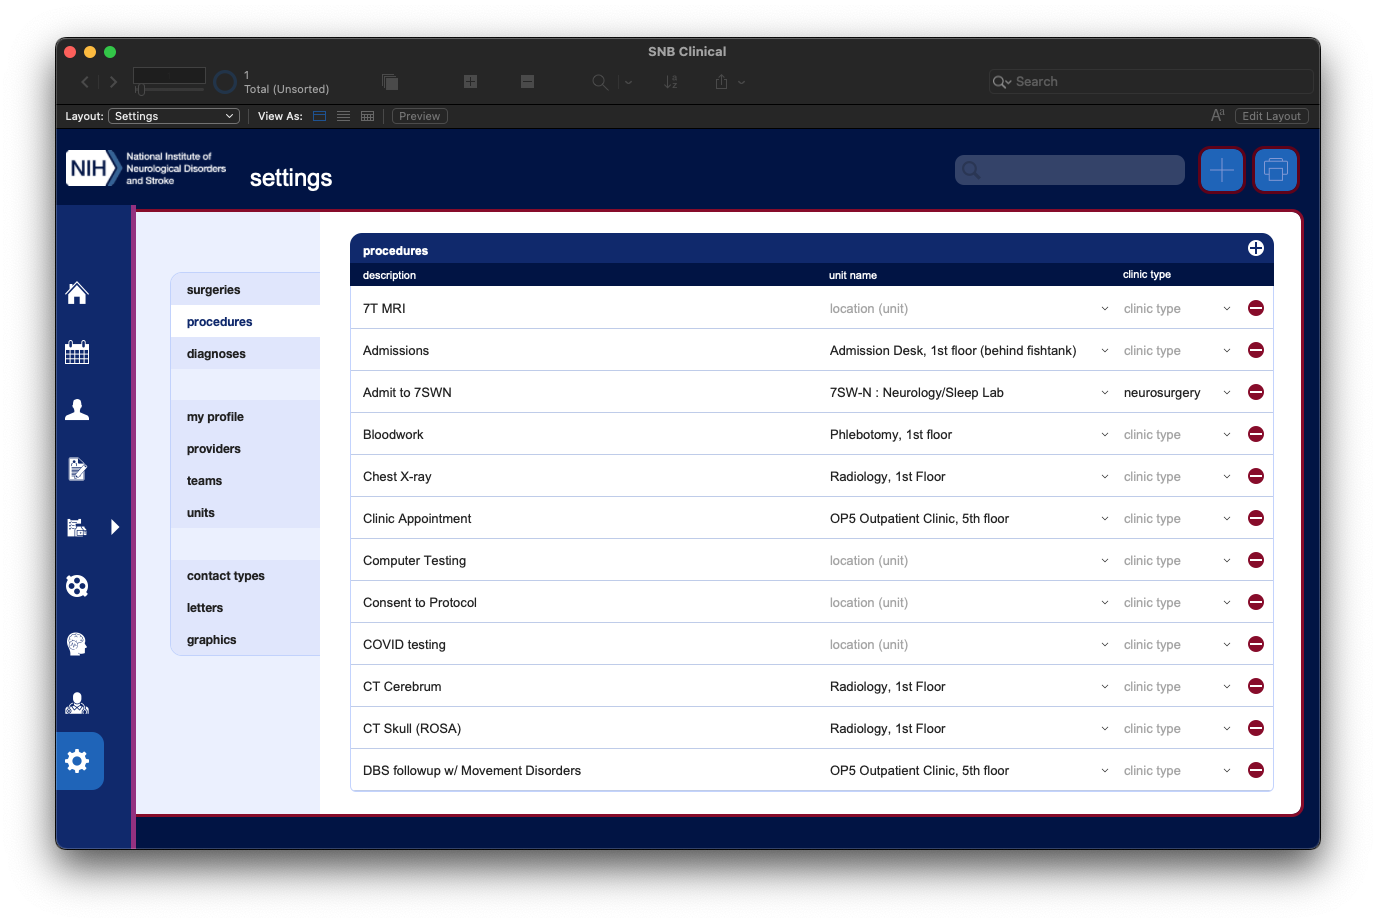 SNB Clinical
1
Total (Unsorted)
Search
Layout: Settings View As: Preview Aa Edit Layout
NIH National Institute of
Neurological Disorders
and Stroke
settings
surgeries
procedures
diagnoses
my profile
providers
teams
units
contact types
letters
graphics
procedures
description unit name clinic type
7T MRI location (unit) clinic type
Admissions Admission Desk, 1st floor (behind fishtank) clinic type
Admit to 7SWN 7SW-N : Neurology/Sleep Lab neurosurgery
Bloodwork Phlebotomy, 1st floor clinic type
Chest X-ray Radiology, 1st Floor clinic type
Clinic Appointment OP5 Outpatient Clinic, 5th floor clinic type
Computer Testing location (unit) clinic type
Consent to Protocol location (unit) clinic type
COVID testing location (unit) clinic type
CT Cerebrum Radiology, 1st Floor clinic type
CT Skull (ROSA) Radiology, 1st Floor clinic type
DBS followup w/ Movement Disorders OP5 Outpatient Clinic, 5th floor clinic type